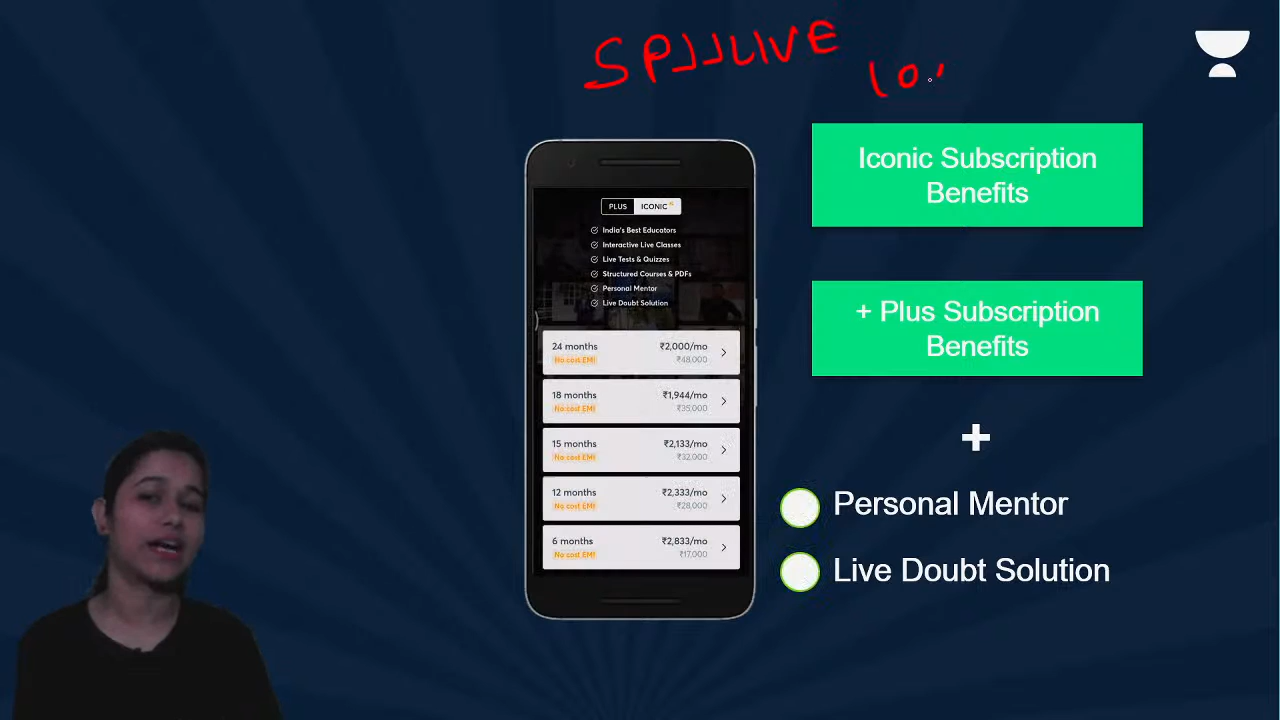 SPJJLIVE
10%
PLUS ICONIC
India's Best Educators
Interactive Live Classes
Live Tests & Quizzes
Structured Courses & PDFs
Personal Mentor
Live Doubt Solution
24 months ₹2,000/mo
No cost EMI ₹48,000
18 months ₹1,944/mo
No cost EMI ₹35,000
15 months ₹2,133/mo
No cost EMI ₹32,000
12 months ₹2,333/mo
No cost EMI ₹28,000
6 months ₹2,833/mo
No cost EMI ₹17,000
Iconic Subscription
Benefits
+ Plus Subscription
Benefits
+
Personal Mentor
Live Doubt Solution